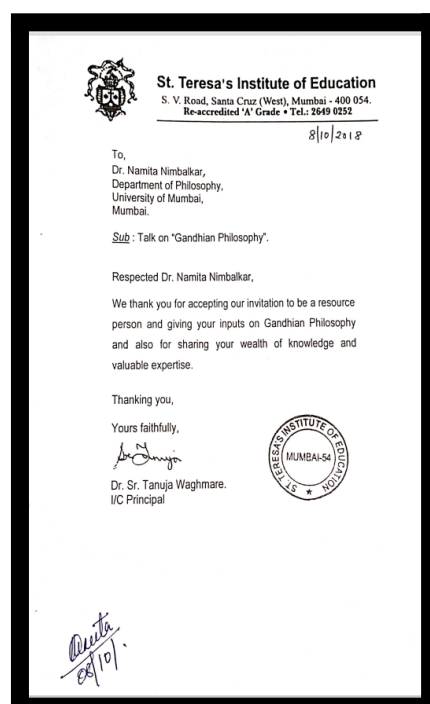 St. Teresa's Institute of Education
S. V. Road, Santa Cruz (West), Mumbai - 400 054.
Re-accredited 'A' Grade • Tel.: 2649 0252
8/10/2018
To,
Dr. Namita Nimbalkar,
Department of Philosophy,
University of Mumbai,
Mumbai.
Sub : Talk on "Gandhian Philosophy".
Respected Dr. Namita Nimbalkar,
We thank you for accepting our invitation to be a resource
person and giving your inputs on Gandhian Philosophy
and also for sharing your wealth of knowledge and
valuable expertise.
Thanking you,
Yours faithfully,
Dr. Sr. Tanuja Waghmare.
I/C Principal
ST. TERESA'S INSTITUTE OF EDUCATION
MUMBAI-54
08/10/.